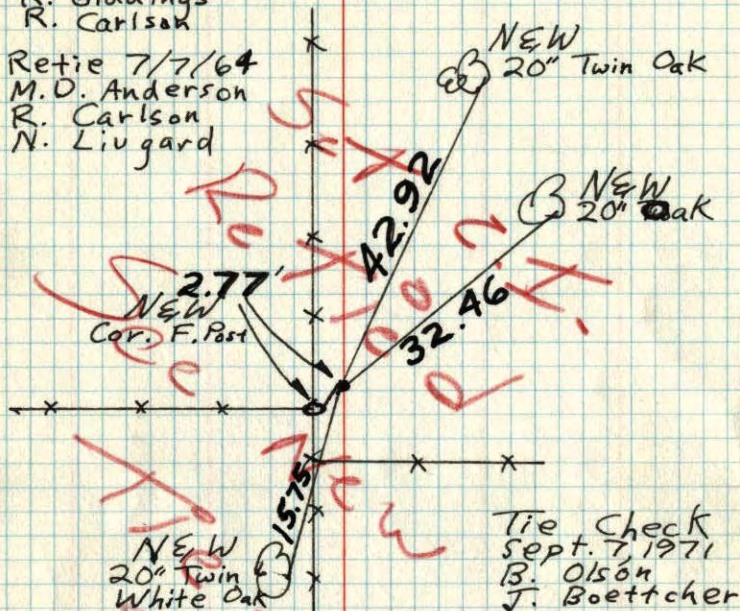 R. Giddings
R. Carlson
Retie 7/7/64
M.D. Anderson
R. Carlson
N. Livgard
NEW
20" Twin Oak
NEW
20" Oak
42.92
32.46
2.77'
NEW
Cor. F. Post
15.75
NEW
20" Twin
White Oak
Tie Check
Sept. 7, 1971
B. Olson
J. Boettcher
See
New